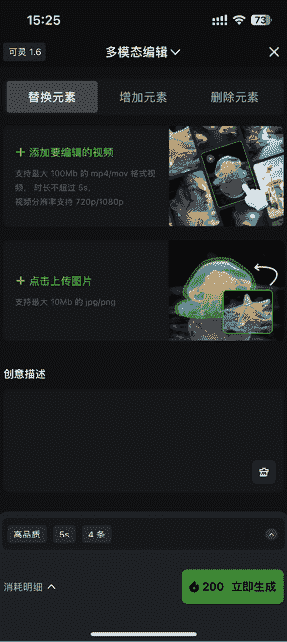 15:25
73
可灵 1.6
多模态编辑
替换元素
增加元素
删除元素
+ 添加要编辑的视频
支持最大 100Mb 的 mp4/mov 格式视
频，时长不超过 5s，
视频分辨率支持 720p/1080p
+ 点击上传图片
支持最大 10Mb 的 jpg/png
创意描述
高品质
5s
4 条
消耗明细
200 立即生成